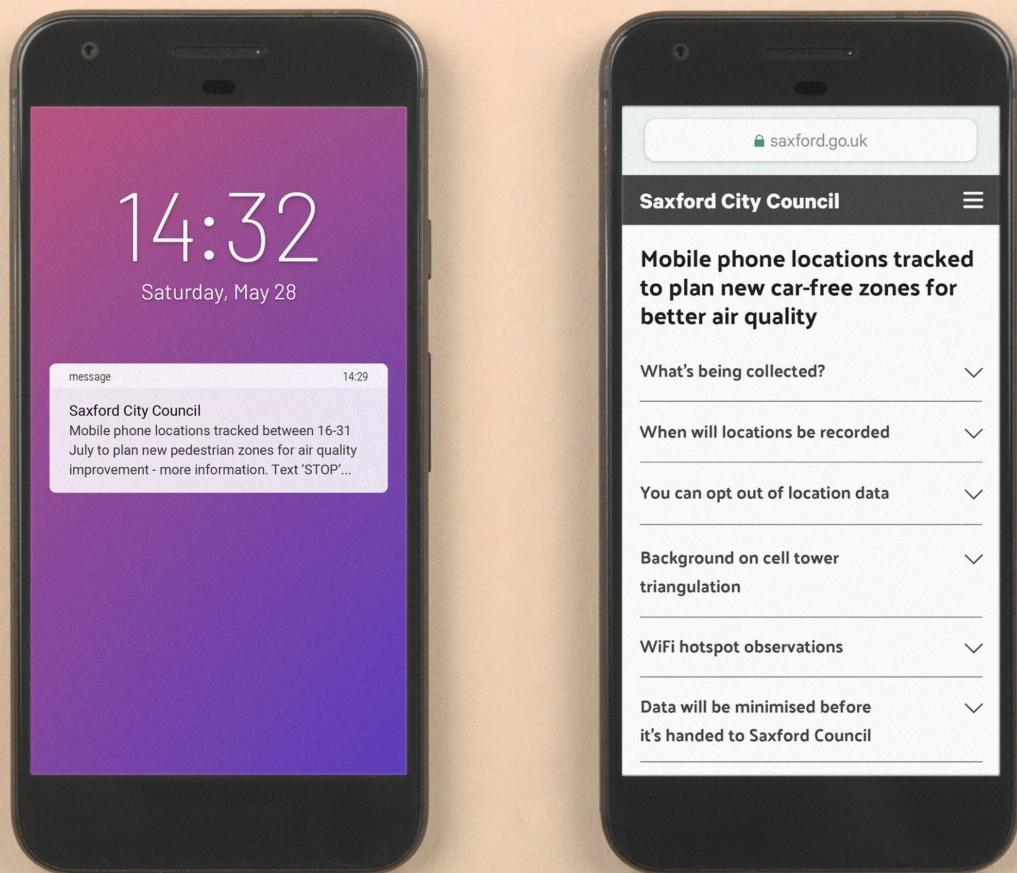 14:32
Saturday, May 28
message 14:29
Saxford City Council
Mobile phone locations tracked between 16-31
July to plan new pedestrian zones for air quality
improvement - more information. Text ‘STOP’...
saxford.go.uk
Saxford City Council
Mobile phone locations tracked
to plan new car-free zones for
better air quality
What's being collected?
When will locations be recorded
You can opt out of location data
Background on cell tower
triangulation
WiFi hotspot observations
Data will be minimised before
it's handed to Saxford Council